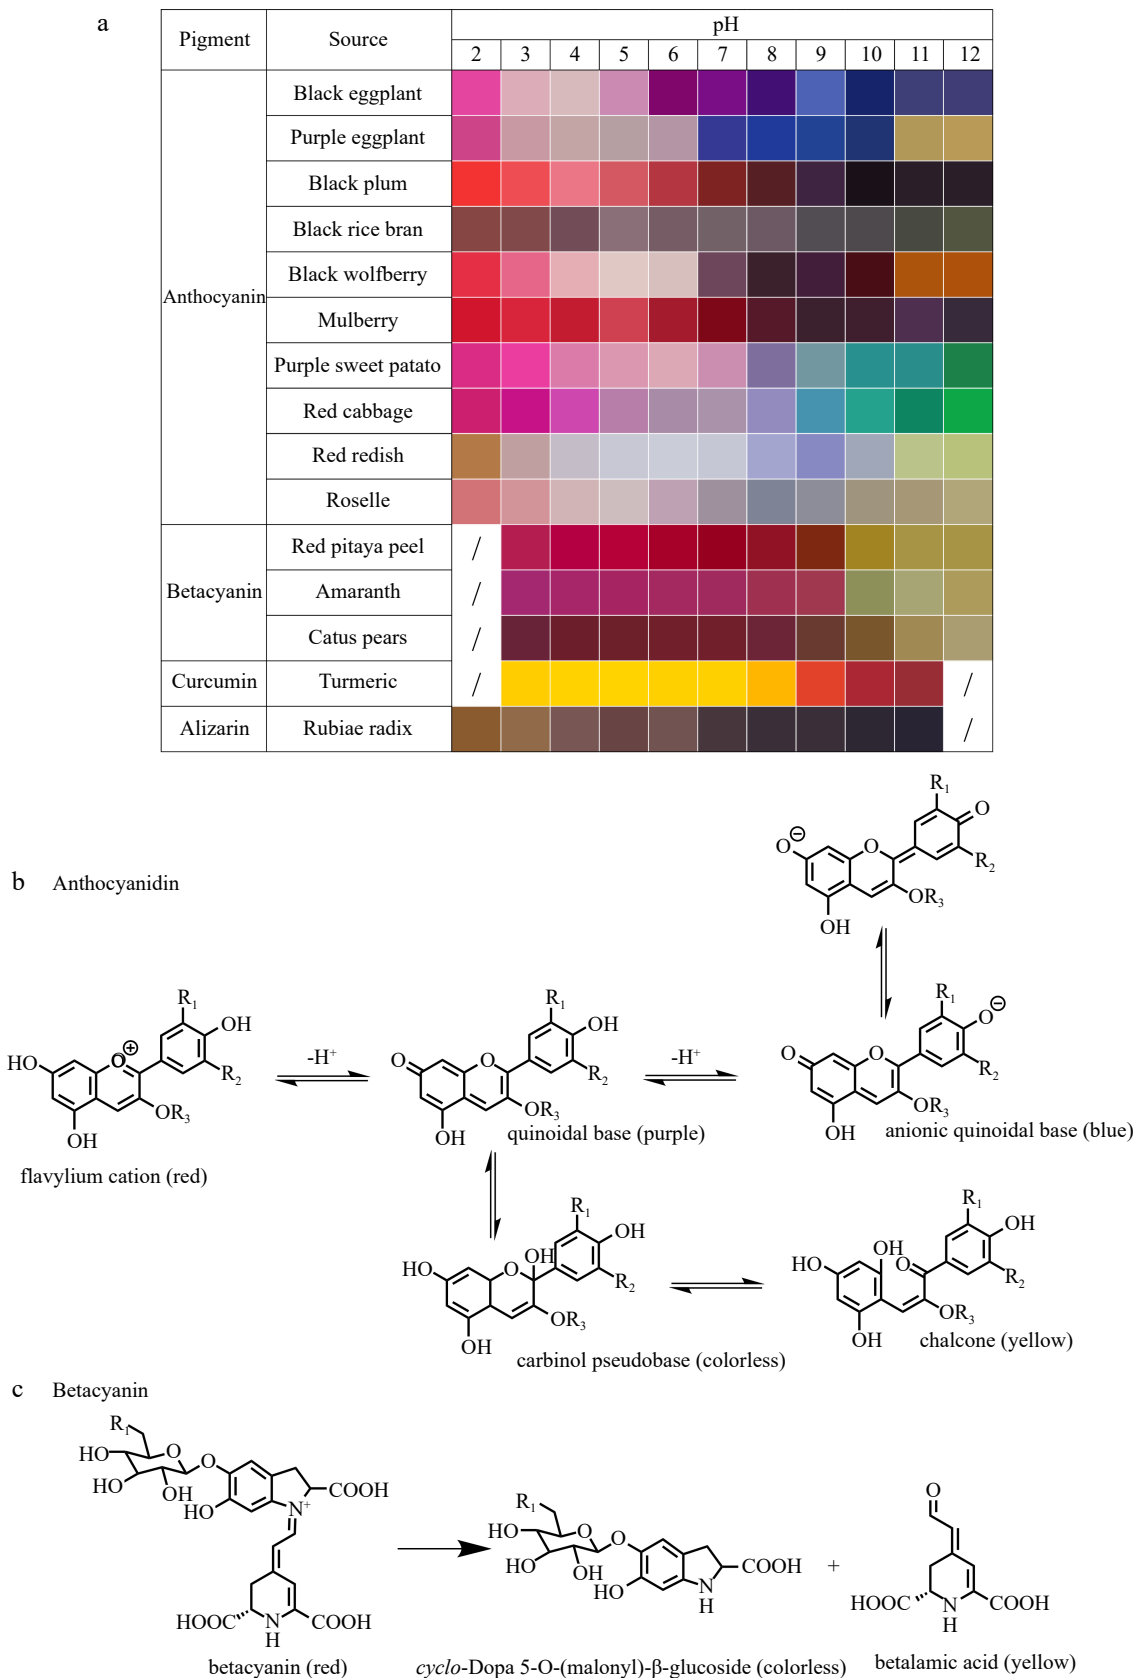 a
Pigment Source pH
2 3 4 5 6 7 8 9 10 11 12
Anthocyanin
Black eggplant
Purple eggplant
Black plum
Black rice bran
Black wolfberry
Mulberry
Purple sweet patato
Red cabbage
Red redish
Roselle
Betacyanin
Red pitaya peel /
Amaranth /
Catus pears /
Curcumin Turmeric / /
Alizarin Rubiae radix /
b Anthocyanidin
R₁ O
⊖O O R₂
OR₃
OH
R₁ OH
HO O⊕ R₂
OR₃
OH
flavylium cation (red)
-H⁺
R₁ OH
O O R₂
OR₃
OH
quinoidal base (purple)
-H⁺
R₁ O⊖
O O R₂
OR₃
OH
anionic quinoidal base (blue)
R₁ OH
HO O OH R₂
OR₃
OH
carbinol pseudobase (colorless)
R₁ OH
HO OH O R₂
OR₃
OH
chalcone (yellow)
c Betacyanin
R₁
HO O O
HO OH HO N⁺ COOH
HOOC N H COOH
betacyanin (red)
R₁
HO O O
HO OH HO N H COOH
cyclo-Dopa 5-O-(malonyl)-β-glucoside (colorless)
+
O
HOOC N H COOH
betalamic acid (yellow)